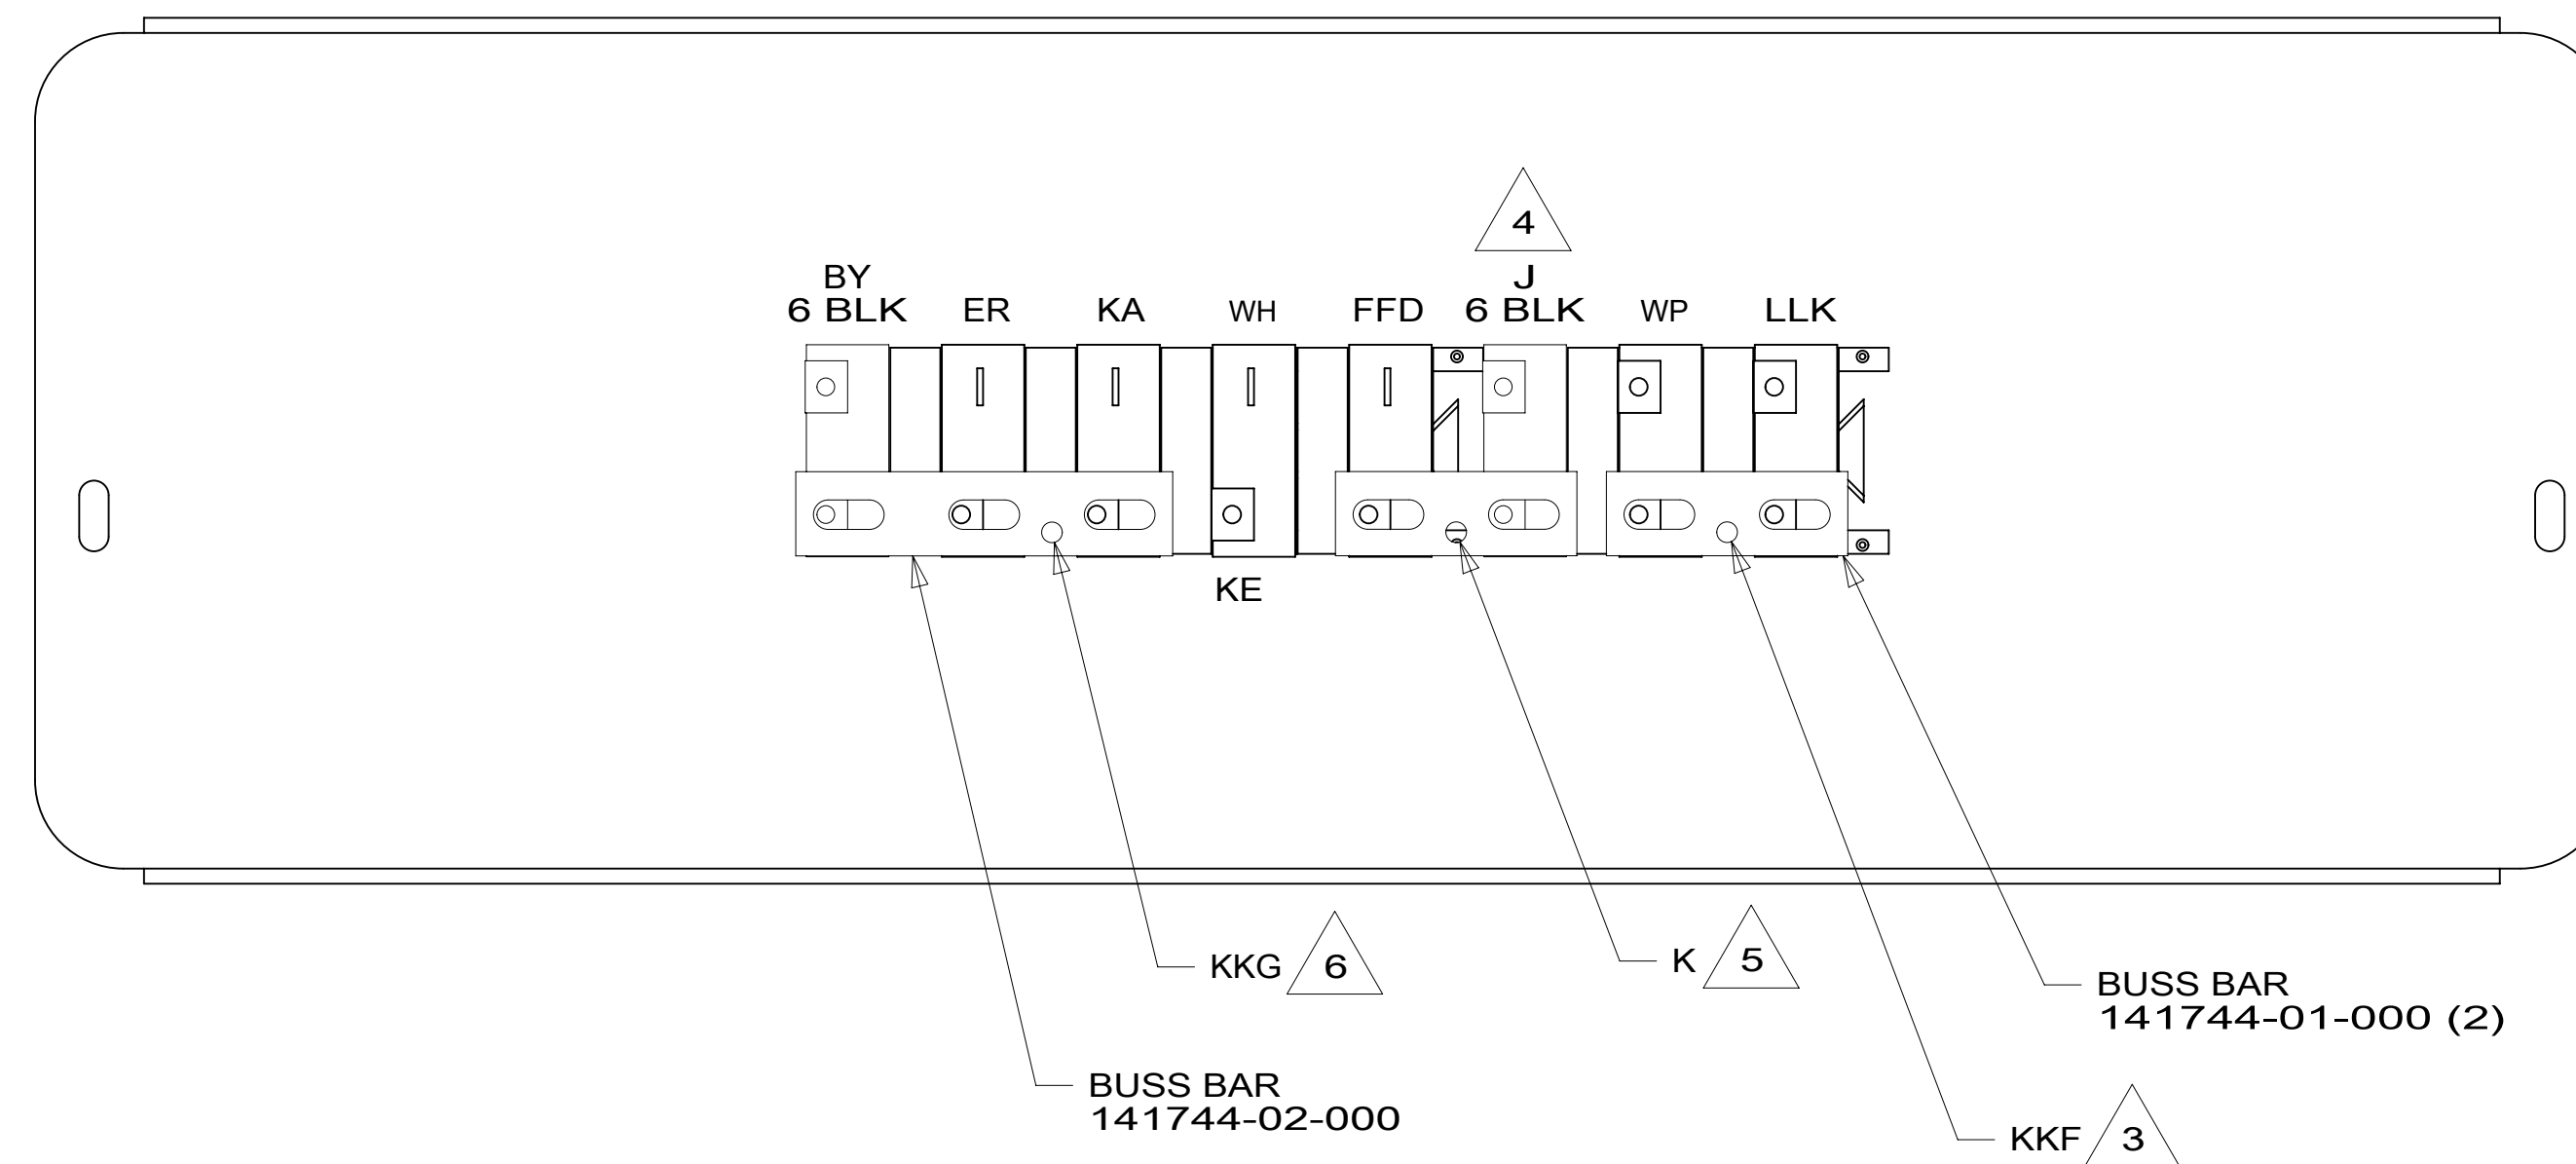 4
BY
6 BLK
ER
KA
WH
FFD
J
6 BLK
WP
LLK
KE
KKG
6
K
5
BUSS BAR
141744-01-000 (2)
BUSS BAR
141744-02-000
KKF
3